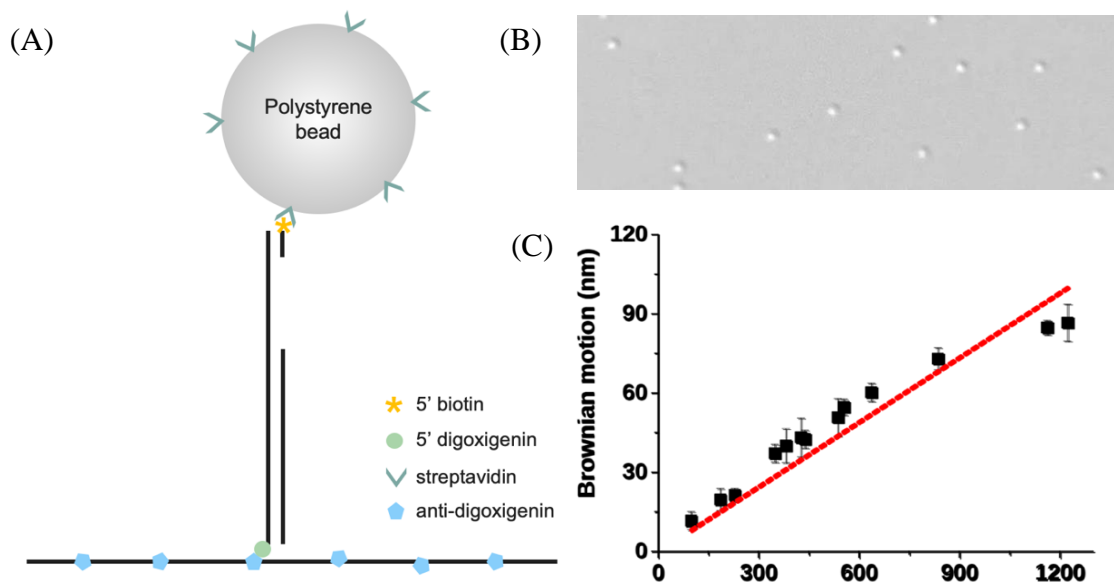 (A)
Polystyrene
bead
5' biotin
5' digoxigenin
streptavidin
anti-digoxigenin
(B)
(C)
Brownian motion (nm)
120
90
60
30
0
0 300 600 900 1200